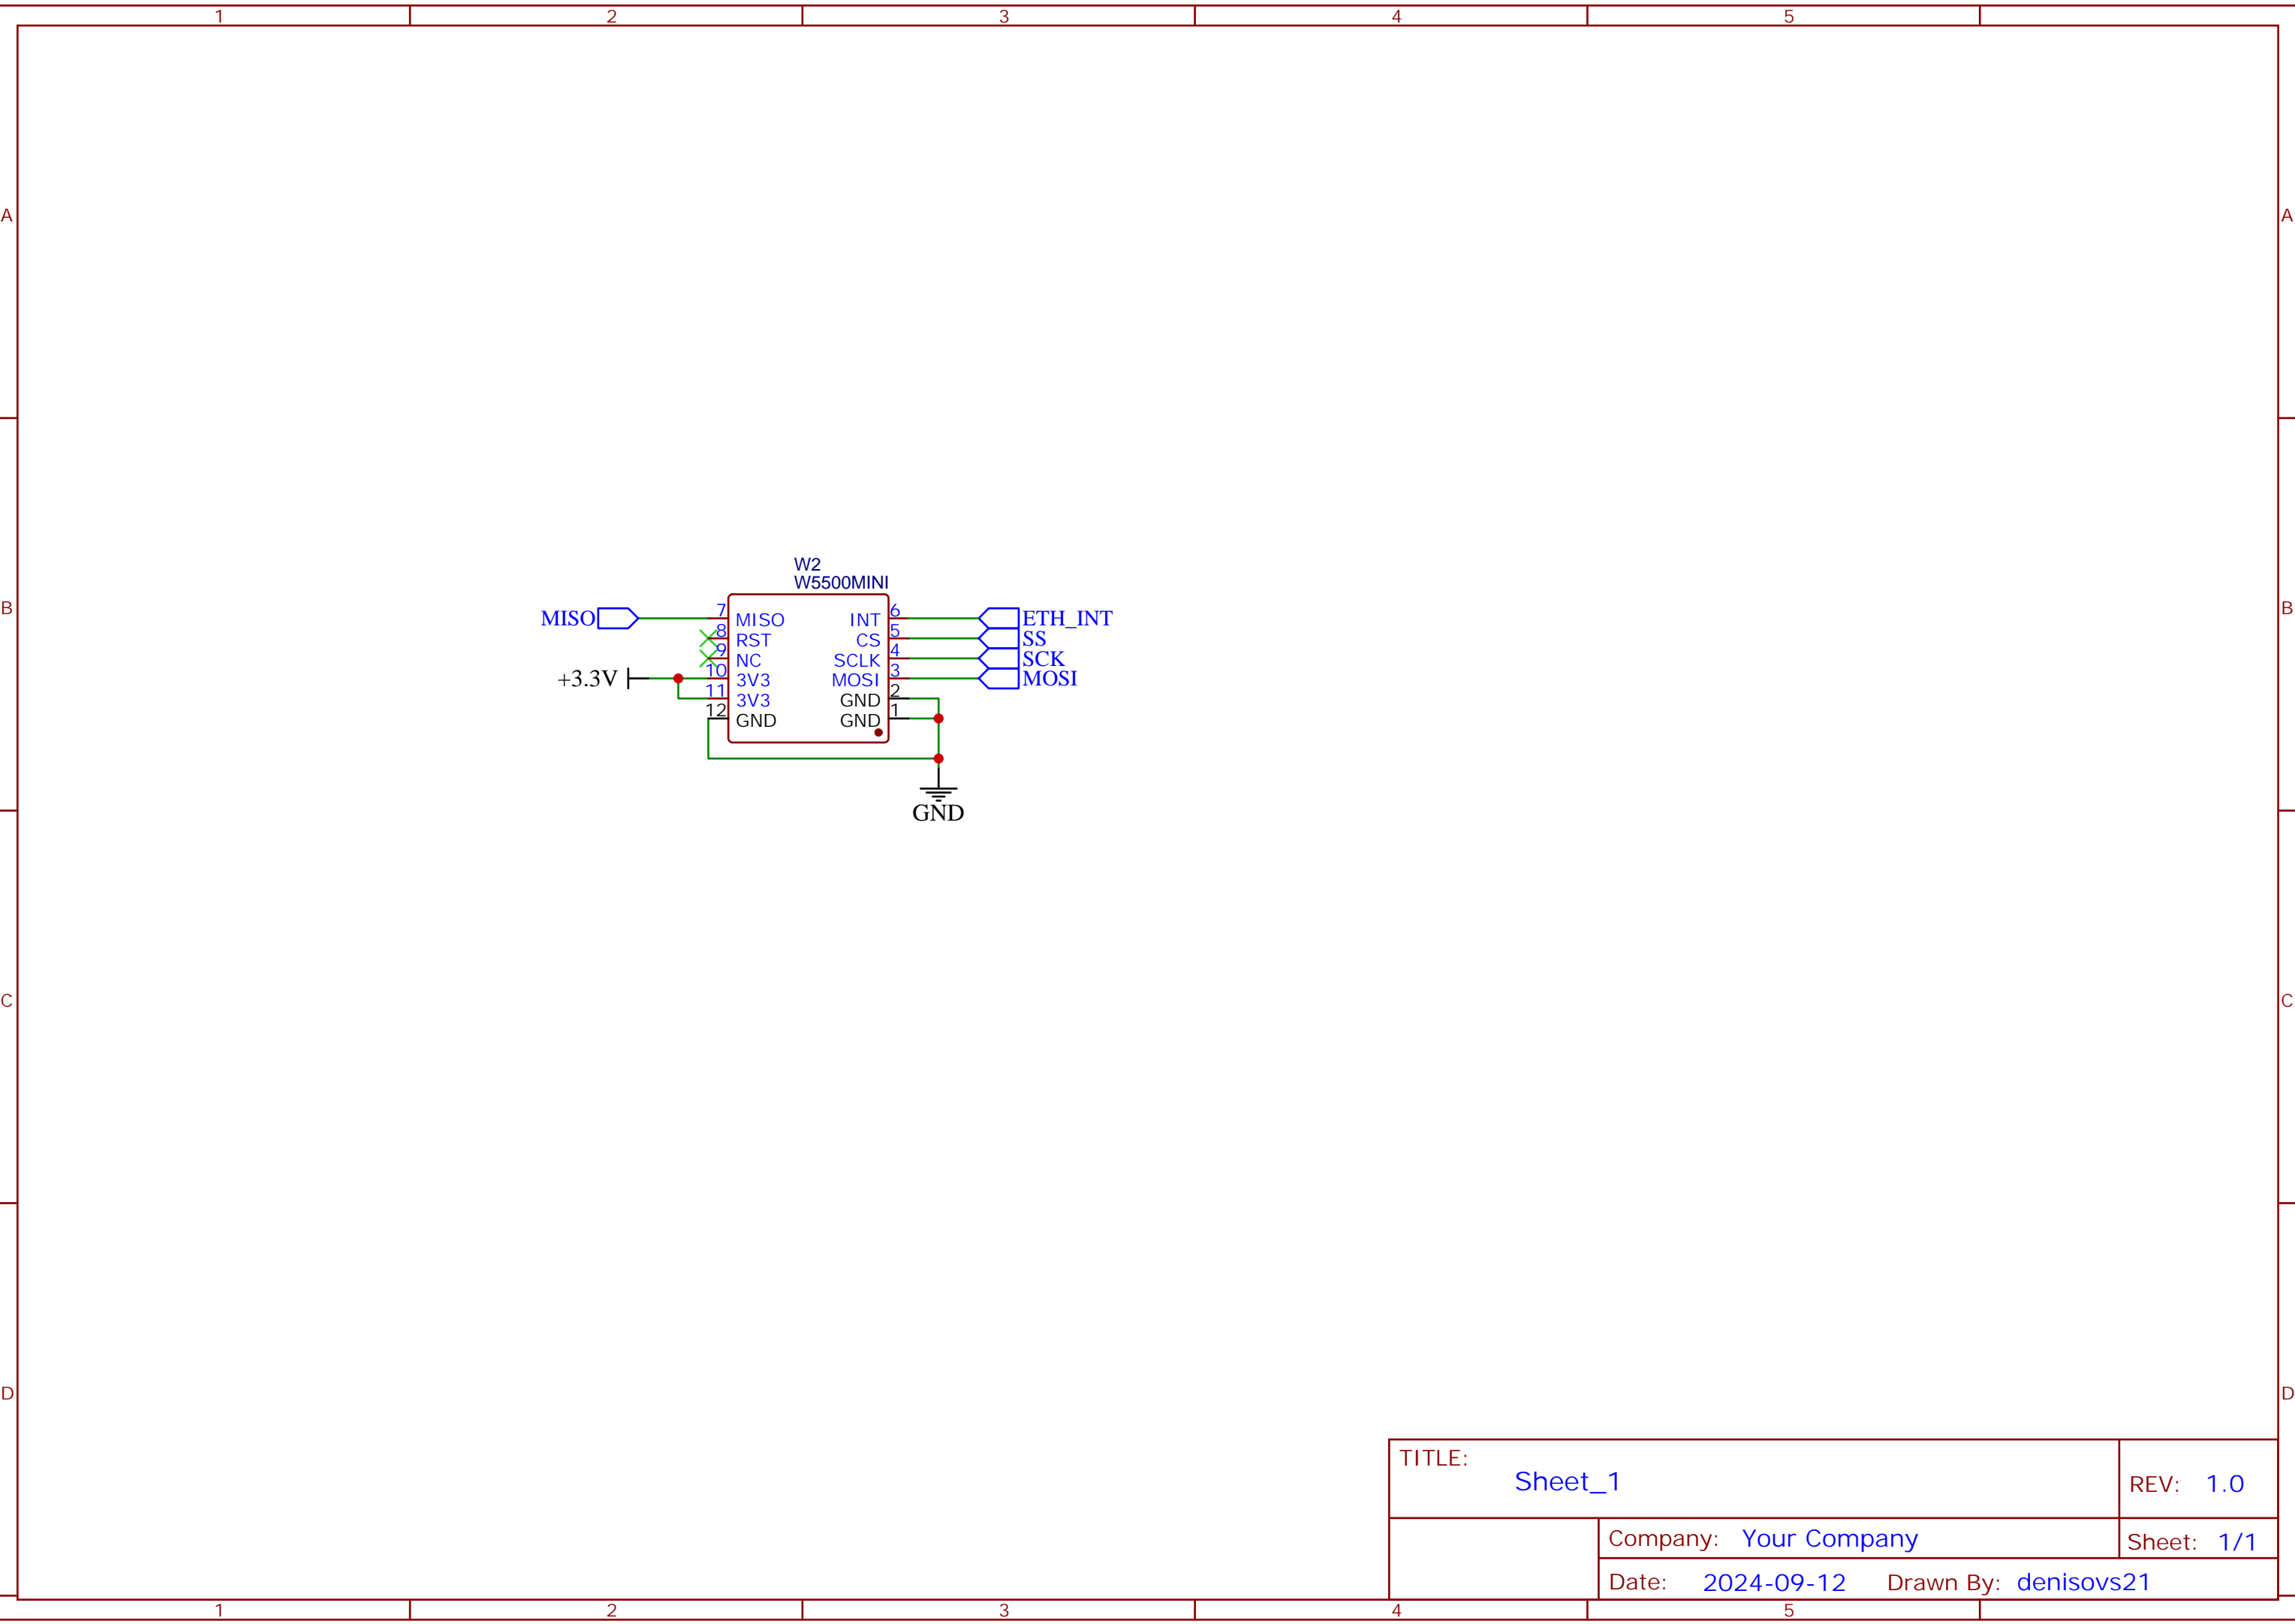 1 2 3 4 5
A A
B B
C C
D D
W2
W5500MINI
MISO 7 MISO INT 6 ETH_INT
8 RST CS 5 SS
9 NC SCLK 4 SCK
+3.3V 10 3V3 MOSI 3 MOSI
11 3V3 GND 2
12 GND GND 1
GND
TITLE:
Sheet_1
REV: 1.0
Company: Your Company
Sheet: 1/1
Date: 2024-09-12 Drawn By: denisovs21
1 2 3 4 5